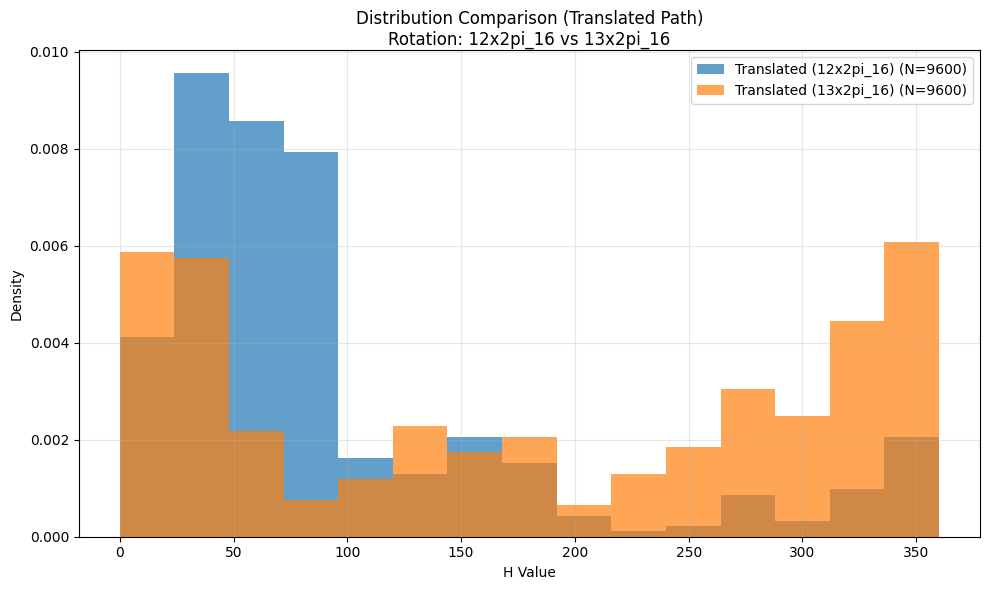 Distribution Comparison (Translated Path)
Rotation: 12x2pi_16 vs 13x2pi_16
Translated (12x2pi_16) (N=9600)
Translated (13x2pi_16) (N=9600)
0.010
0.008
0.006
0.004
0.002
0.000
Density
0 50 100 150 200 250 300 350
H Value